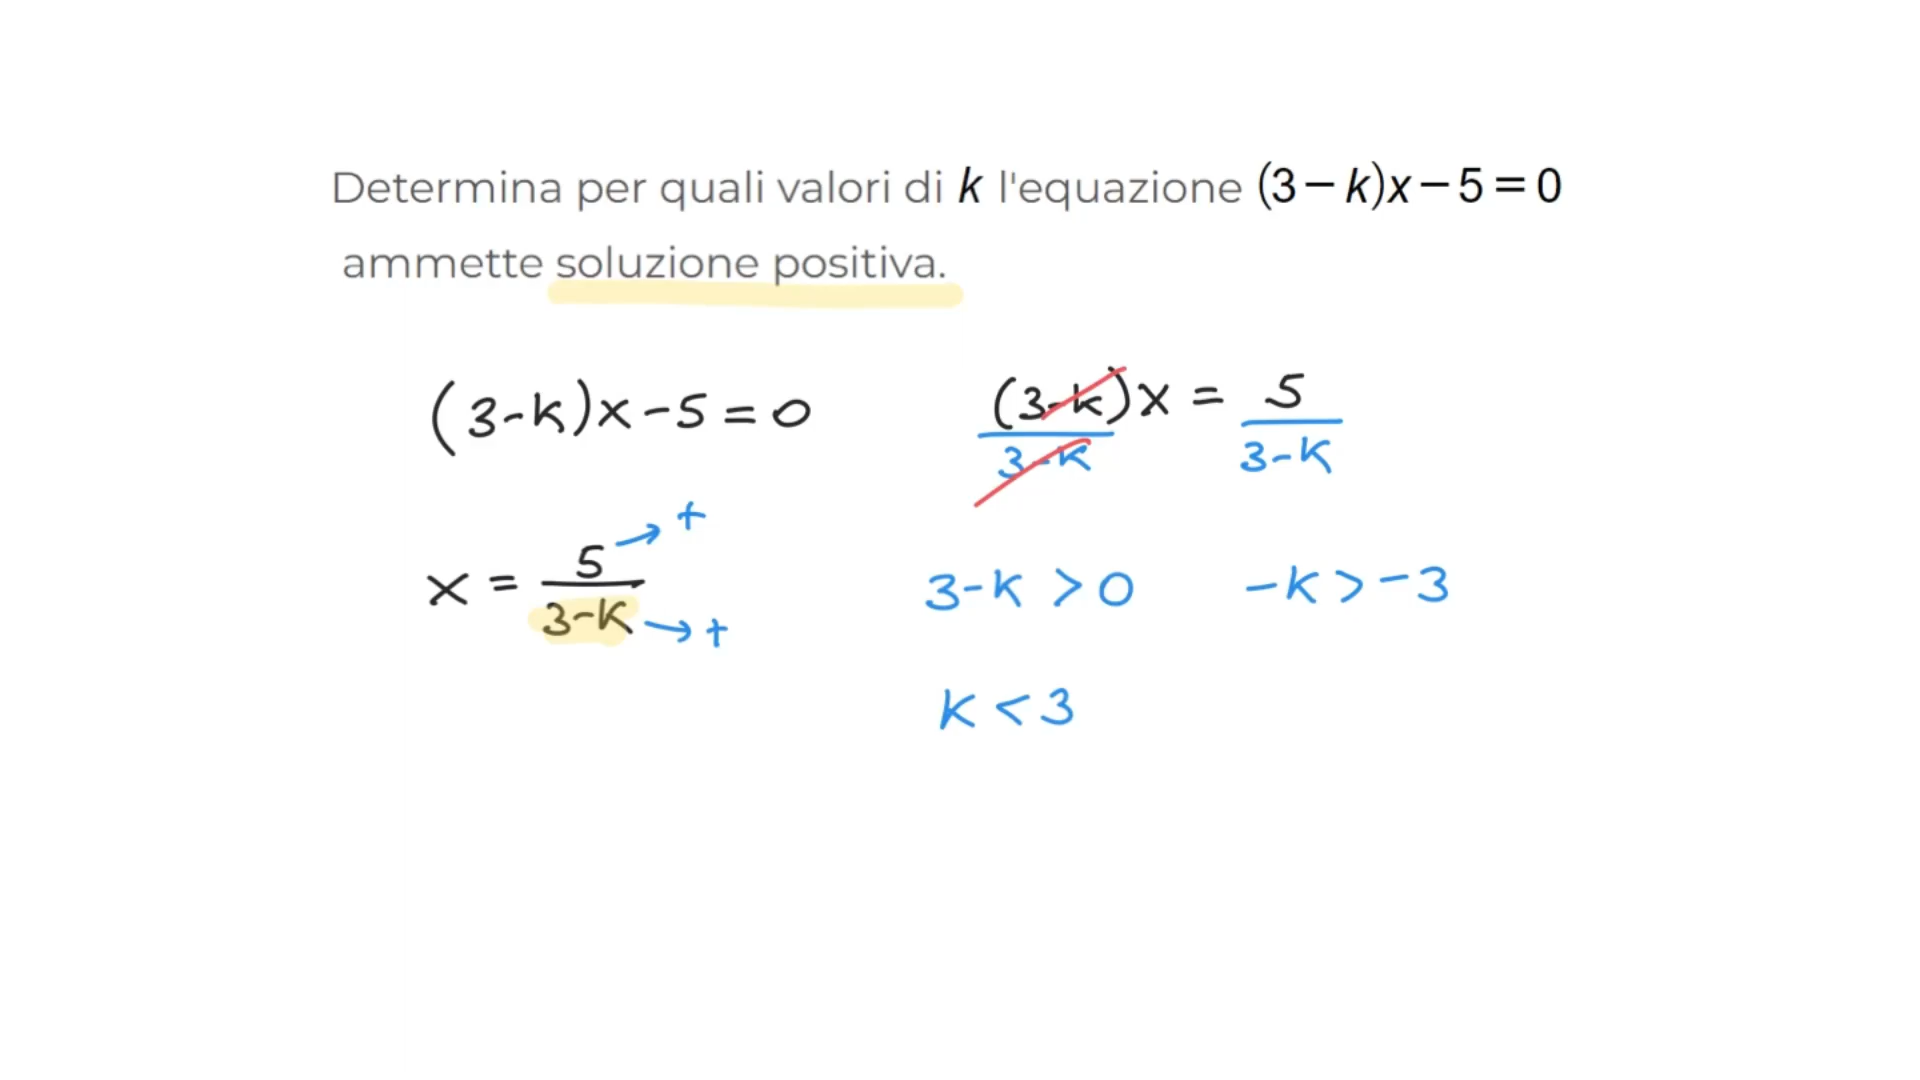 Determina per quali valori di k l'equazione (3−k)x−5=0
ammette soluzione positiva.
(3-k)x-5=0
(3-k)x = 5
3-k 3-k
x = 5 → +
3-k → +
3-k > 0
-k > -3
k < 3